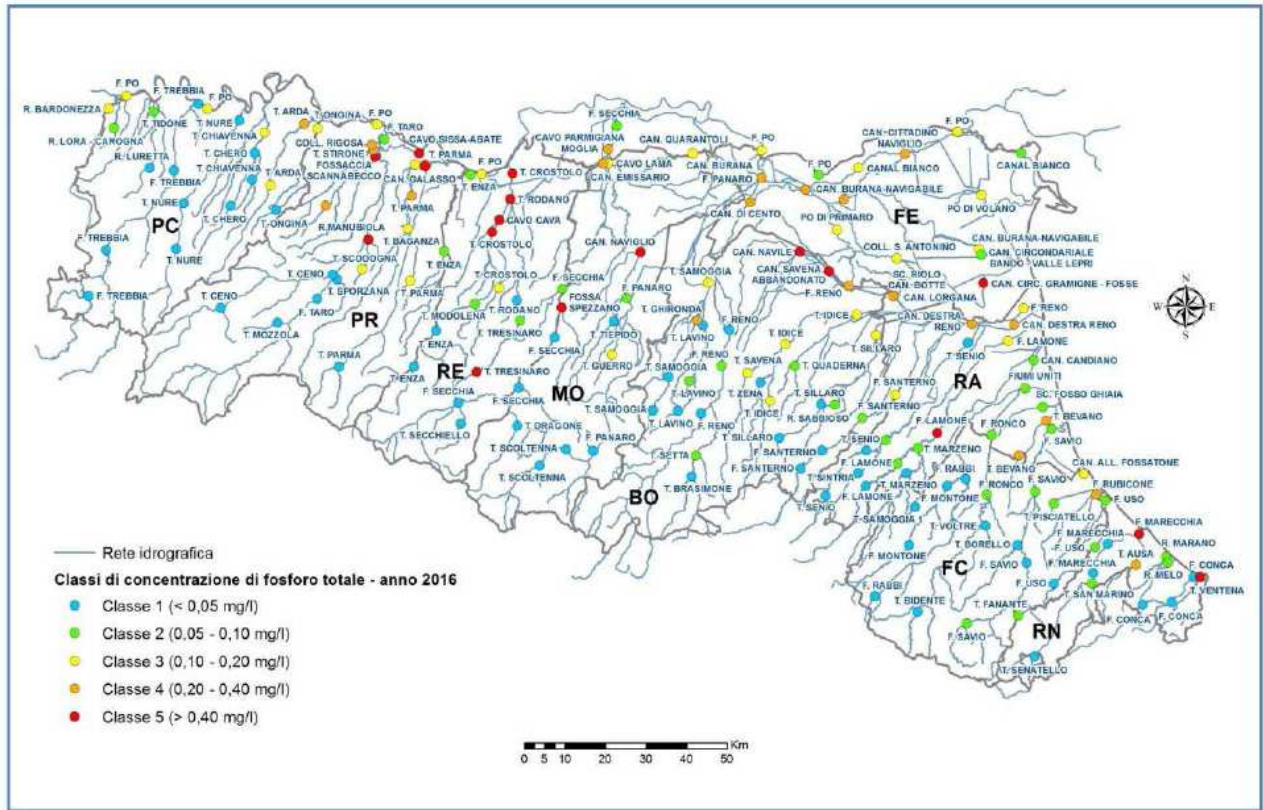 F. PO
F. TREBBIA
F. PO
R. BARDONEZZA
T. TIDONE
T. NURE
T. ARDA
T. ONGINA
F. PO
F. TARO
R. LORA - CAROGNA
T. CHIAVENNA
COLL. RIGOSA
CAVO SISSA-ABATE
R. LURETTA
T. CHERO
T. STIRONE
T. PARMA
FOSSACCIA
SCANNABECCO
T. CHIAVENNA
F. TREBBIA
T. ARDA
CAN. GALASSO
F. PO
T. ENZA
T. CROSTOLO
T. NURE
T. CHERO
T. ONGINA
T. PARMA
T. RODANO
CAVO CAVA
PC
R. MANUBIOLA
T. BAGANZA
T. CROSTOLO
F. TREBBIA
T. NURE
T. SCODOGNA
T. ENZA
F. TREBBIA
T. CENO
T. SPORZANA
T. PARMA
T. CROSTOLO
T. CENO
F. TARO
PR
T. MODOLENA
T. RODANO
T. MOZZOLA
T. TRESINARO
T. ENZA
T. PARMA
T. ENZA
RE
T. TRESINARO
F. SECCHIA
F. SECCHIA
T. SECCHIELLO
F. SECCHIA
CAVO PARMIGIANA
MOGLIA
CAN. QUARANTOLI
CAVO LAMA
CAN. EMISSARIO
CAN. BURANA
F. PO
F. PANARO
CAN. DI CENTO
CAN. NAVIGLIO
F. SECCHIA
FOSSA
SPEZZANO
F. PANARO
T. TIEPIDO
F. SECCHIA
T. GUERRO
MO
T. DRAGONE
T. SCOLTENNA
F. PANARO
T. SCOLTENNA
CAN-CITTADINO
NAVIGLIO
F. PO
F. PO
CANAL BIANCO
CANAL BIANCO
CAN. BURANA-NAVIGABILE
PO DI VOLANO
PO DI PRIMARO
FE
COLL. S. ANTONINO
CAN. BURANA-NAVIGABILE
CAN. CIRCONDARIALE
BANDO - VALLE LEPRI
CAN. NAVILE
CAN. SAVENA
ABBANDONATO
SC. RIOLO
CAN. BOTTE
CAN. CIRC. GRAMIGNE - FOSSE
F. RENO
CAN. LORGANA
T. SAMOGGIA
T. GHIRONDA
F. RENO
T. LAVINO
T. IDICE
T. IDICE
CAN. DESTRA
RENO
F. RENO
CAN. DESTRA RENO
T. SILLARO
T. SENIO
F. LAMONE
F. RENO
T. SAVENA
T. QUADERNA
T. SAMOGGIA
T. LAVINO
T. ZENA
T. SILLARO
F. SANTERNO
RA
CAN. CANDIANO
FIUMI UNITI
SC. FOSSO GHIAIA
T. SAMOGGIA
T. LAVINO
F. RENO
T. IDICE
R. SABBIOSO
F. SANTERNO
T. BEVANO
F. LAMONE
F. RONCO
F. SAVIO
T. SILLARO
T. SENIO
T. MARZENO
T. SETTA
F. SANTERNO
F. LAMONE
F. RABBI
T. BEVANO
CAN. ALL. FOSSATONE
F. SANTERNO
T. SINTRIA
T. MARZENO
F. RONCO
F. SAVIO
F. RUBICONE
BO
T. BRASIMONE
F. LAMONE
F. MONTONE
F. USO
T. SENIO
T. PISCIATELLO
T. SAMOGGIA 1
T. VOLTRE
F. MARECCHIA
F. MARECCHIA
F. MONTONE
T. BORELLO
F. USO
T. AUSA
R. MARANO
FC
F. SAVIO
F. MARECCHIA
R. MELO
F. CONCA
F. RABBI
F. USO
T. SAN MARINO
T. VENTENA
T. BIDENTE
T. FANANTE
F. CONCA
F. CONCA
F. SAVIO
RN
T. SENATELLO
N
W
E
S
Rete idrografica
Classi di concentrazione di fosforo totale - anno 2016
Classe 1 (< 0,05 mg/l)
Classe 2 (0,05 - 0,10 mg/l)
Classe 3 (0,10 - 0,20 mg/l)
Classe 4 (0,20 - 0,40 mg/l)
Classe 5 (> 0,40 mg/l)
Km
0 5 10 20 30 40 50